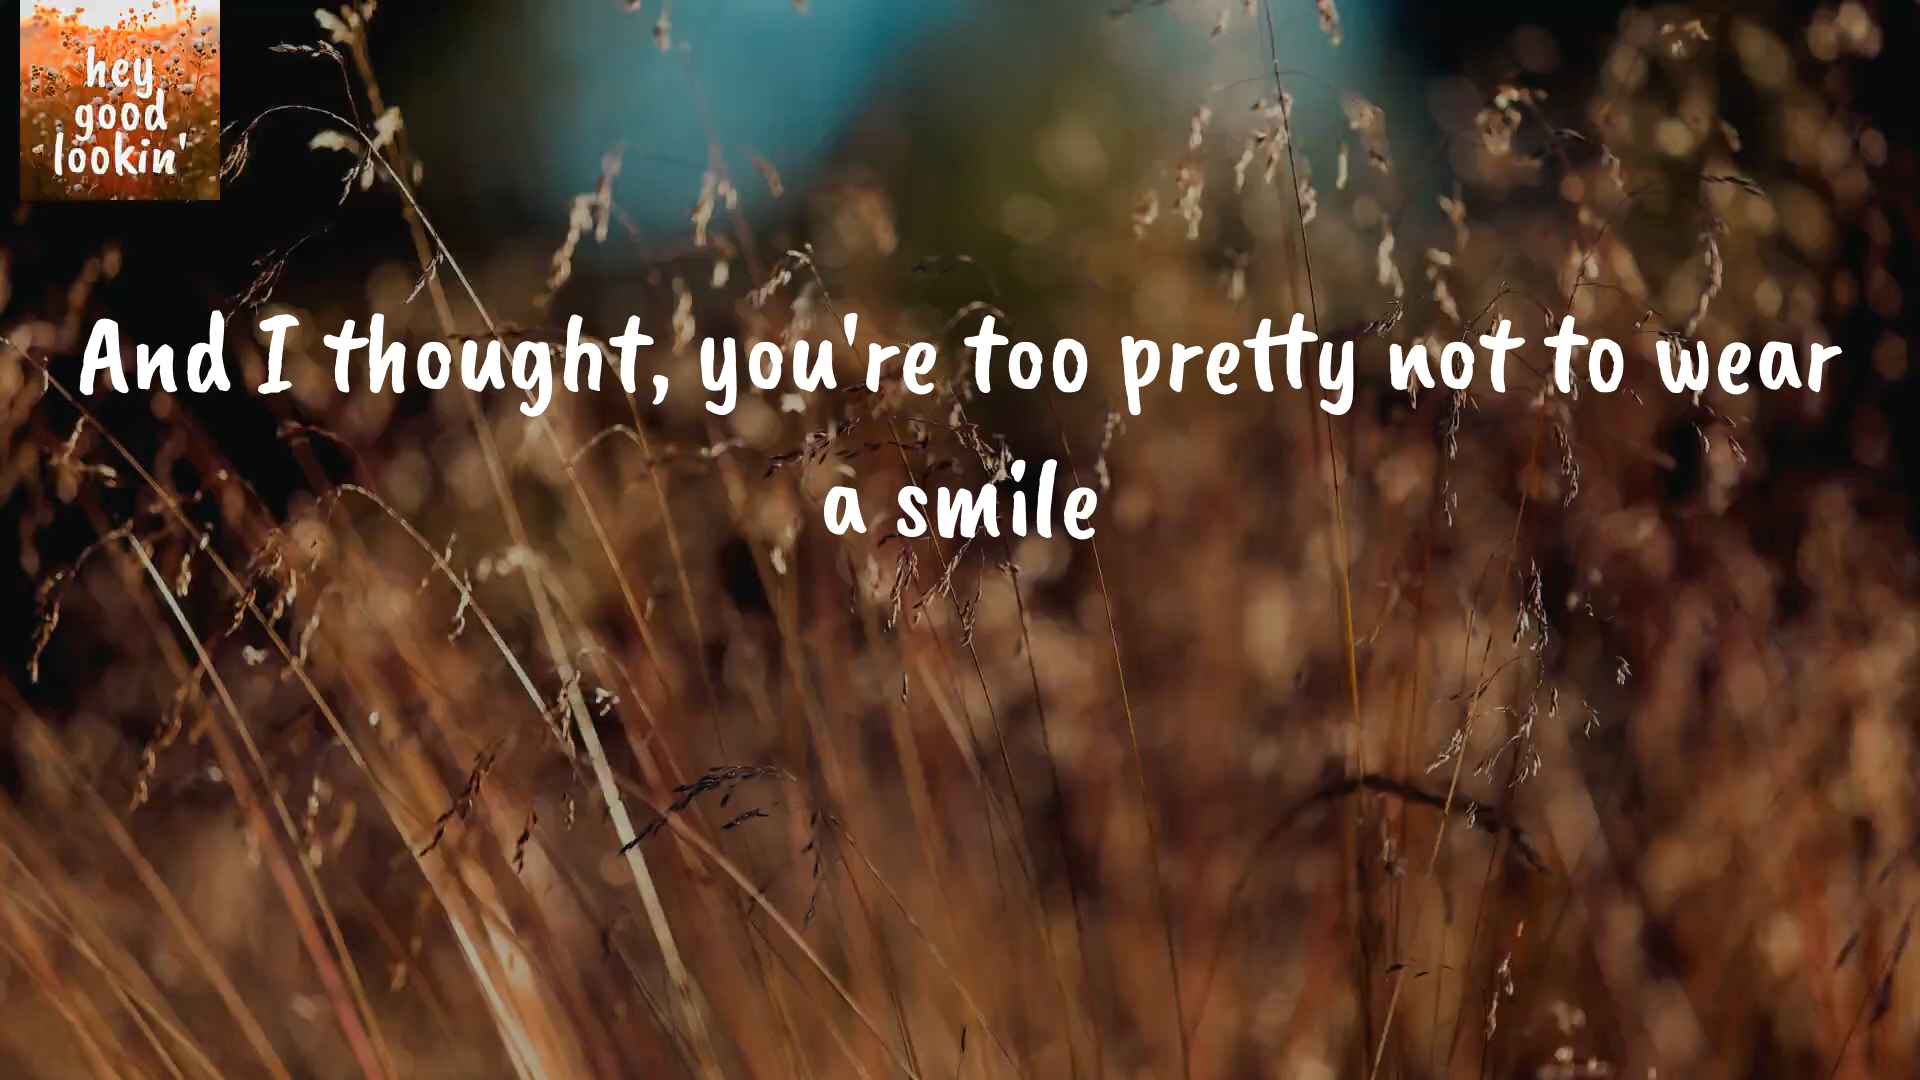 hey
good
lookin'
And I thought, you're too pretty not to wear
a smile